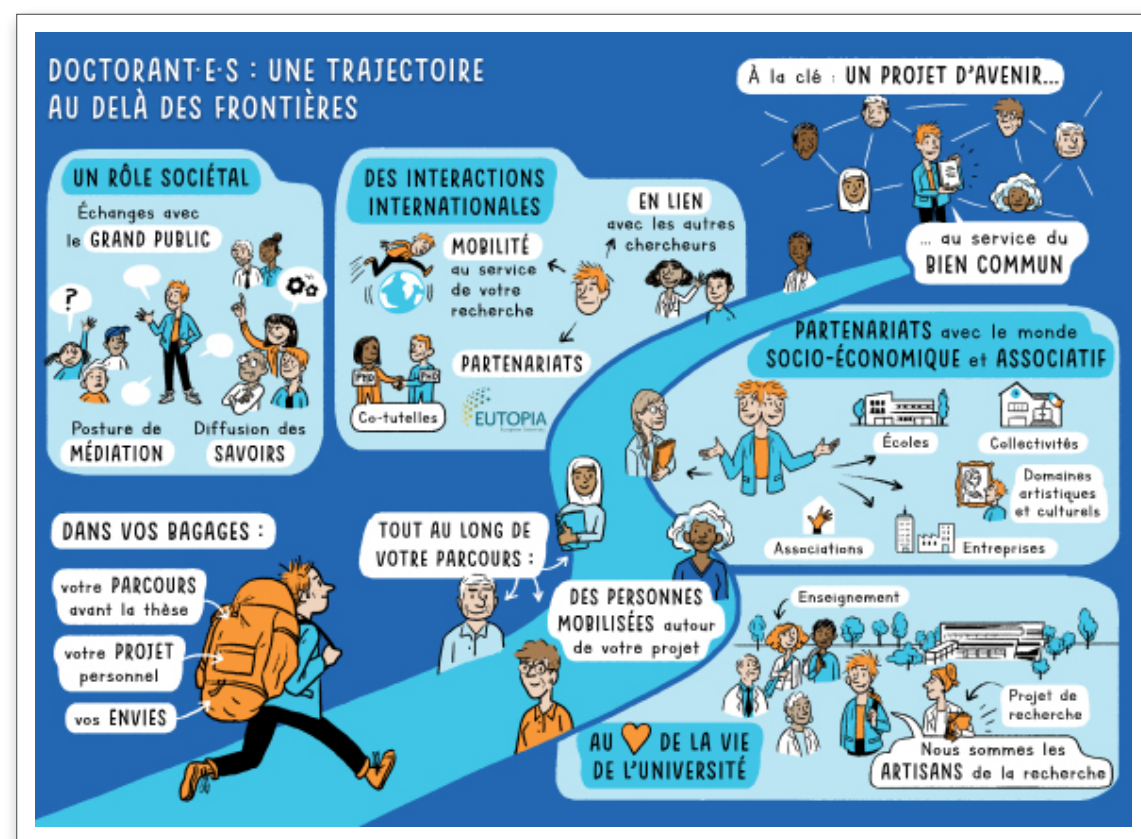 DOCTORANT·E·S : UNE TRAJECTOIRE
AU DELÀ DES FRONTIÈRES
À la clé : UN PROJET D'AVENIR...
... au service du
BIEN COMMUN
UN RÔLE SOCIÉTAL
Échanges avec
le GRAND PUBLIC
?
Posture de
MÉDIATION
Diffusion des
SAVOIRS
DES INTERACTIONS
INTERNATIONALES
MOBILITÉ
au service
de votre
recherche
EN LIEN
avec les autres
chercheurs
PARTENARIATS
PHD
PHD
Co-tutelles
EUTOPIA
PARTENARIATS avec le monde
SOCIO-ÉCONOMIQUE et ASSOCIATIF
Écoles
Collectivités
Domaines
artistiques
et culturels
Associations
Entreprises
DANS VOS BAGAGES :
votre PARCOURS
avant la thèse
votre PROJET
personnel
vos ENVIES
TOUT AU LONG DE
VOTRE PARCOURS :
DES PERSONNES
MOBILISÉES autour
de votre projet
Enseignement
Projet de
recherche
Nous sommes les
ARTISANS de la recherche
AU DE LA VIE
DE L'UNIVERSITÉ